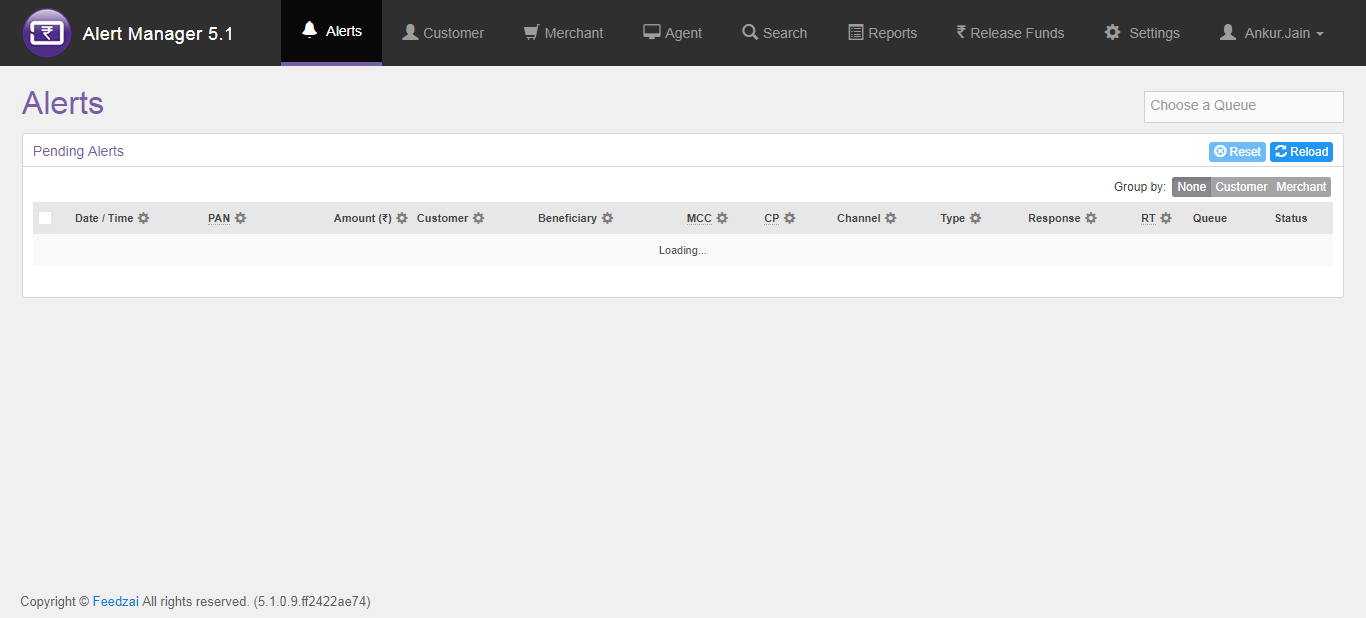 Alert Manager 5.1 Alerts Customer Merchant Agent Search Reports ₹ Release Funds Settings Ankur.Jain
Alerts
Choose a Queue
Pending Alerts Reset Reload
Group by: None Customer Merchant
Date / Time PAN Amount (₹) Customer Beneficiary MCC CP Channel Type Response RT Queue Status
Loading...
Copyright © Feedzai All rights reserved. (5.1.0.9.ff2422ae74)